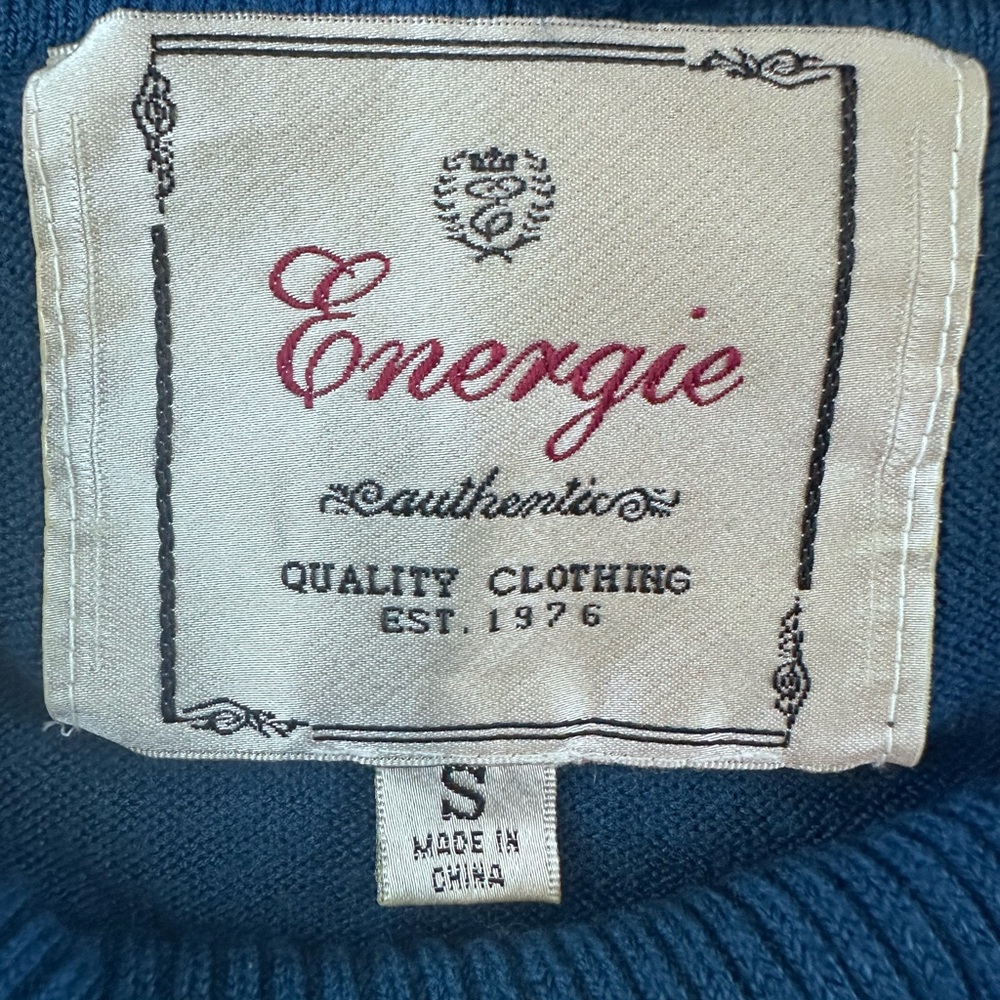 E
Energie
authentic
QUALITY CLOTHING
EST. 1976
S
MADE IN
CHINA